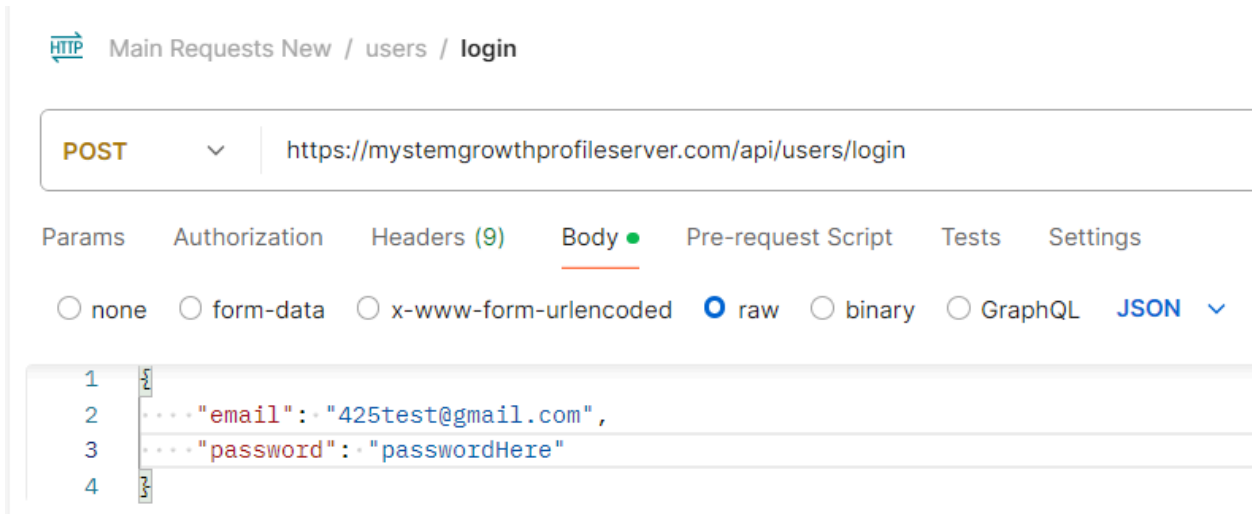 HTTP Main Requests New / users / login
POST https://mystemgrowthprofileserver.com/api/users/login
Params Authorization Headers (9) Body Pre-request Script Tests Settings
none form-data x-www-form-urlencoded raw binary GraphQL JSON
1 {
2 ····"email":·"425test@gmail.com",
3 ····"password":·"passwordHere"
4 }